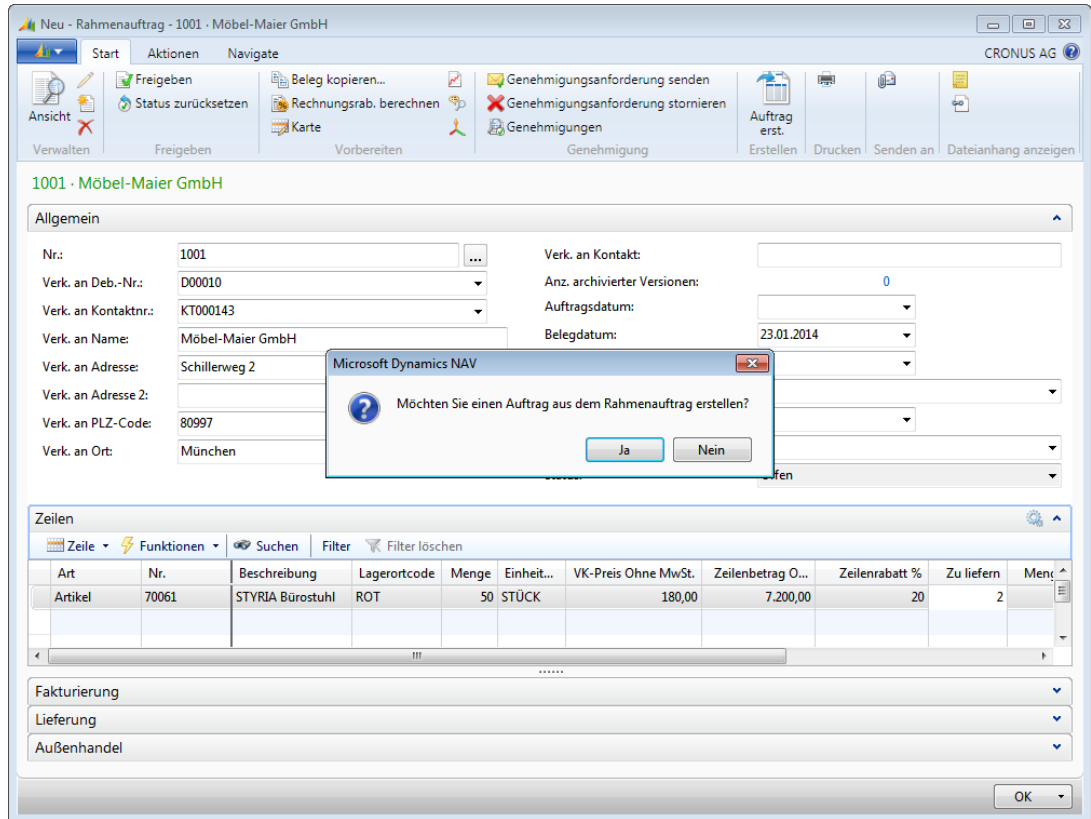 Neu - Rahmenauftrag - 1001 · Möbel-Maier GmbH
Start Aktionen Navigate CRONUS AG
Freigeben Beleg kopieren... Genehmigungsanforderung senden
Ansicht Status zurücksetzen Rechnungsrab. berechnen Genehmigungsanforderung stornieren Auftrag erst.
Karte Genehmigungen
Verwalten Freigeben Vorbereiten Genehmigung Erstellen Drucken Senden an Dateianhang anzeigen
1001 · Möbel-Maier GmbH
Allgemein
Nr.: 1001 ... Verk. an Kontakt:
Verk. an Deb.-Nr.: D00010 Anz. archivierter Versionen: 0
Verk. an Kontaktnr.: KT000143 Auftragsdatum:
Verk. an Name: Möbel-Maier GmbH Belegdatum: 23.01.2014
Verk. an Adresse: Schillerweg 2
Verk. an Adresse 2:
Verk. an PLZ-Code: 80997
Verk. an Ort: München
Microsoft Dynamics NAV
Möchten Sie einen Auftrag aus dem Rahmenauftrag erstellen?
Ja Nein
Zeilen
Zeile Funktionen Suchen Filter Filter löschen
Art Nr. Beschreibung Lagerortcode Menge Einheit... VK-Preis Ohne MwSt. Zeilenbetrag O... Zeilenrabatt % Zu liefern
Artikel 70061 STYRIA Bürostuhl ROT 50 STÜCK 180,00 7.200,00 20 2
Fakturierung
Lieferung
Außenhandel
OK